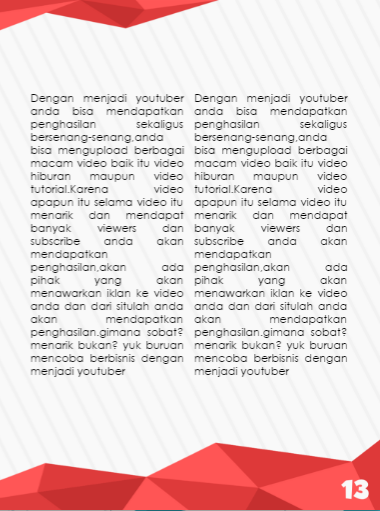 Dengan menjadi youtuber
anda bisa mendapatkan
penghasilan sekaligus
bersenang-senang,anda
bisa mengupload berbagai
macam video baik itu video
hiburan maupun video
tutorial.Karena video
apapun itu selama video itu
menarik dan mendapat
banyak viewers dan
subscribe anda akan
mendapatkan
penghasilan,akan ada
pihak yang akan
menawarkan iklan ke video
anda dan dari situlah anda
akan mendapatkan
penghasilan.gimana sobat?
menarik bukan? yuk buruan
mencoba berbisnis dengan
menjadi youtuber
Dengan menjadi youtuber
anda bisa mendapatkan
penghasilan sekaligus
bersenang-senang,anda
bisa mengupload berbagai
macam video baik itu video
hiburan maupun video
tutorial.Karena video
apapun itu selama video itu
menarik dan mendapat
banyak viewers dan
subscribe anda akan
mendapatkan
penghasilan,akan ada
pihak yang akan
menawarkan iklan ke video
anda dan dari situlah anda
akan mendapatkan
penghasilan.gimana sobat?
menarik bukan? yuk buruan
mencoba berbisnis dengan
menjadi youtuber
13